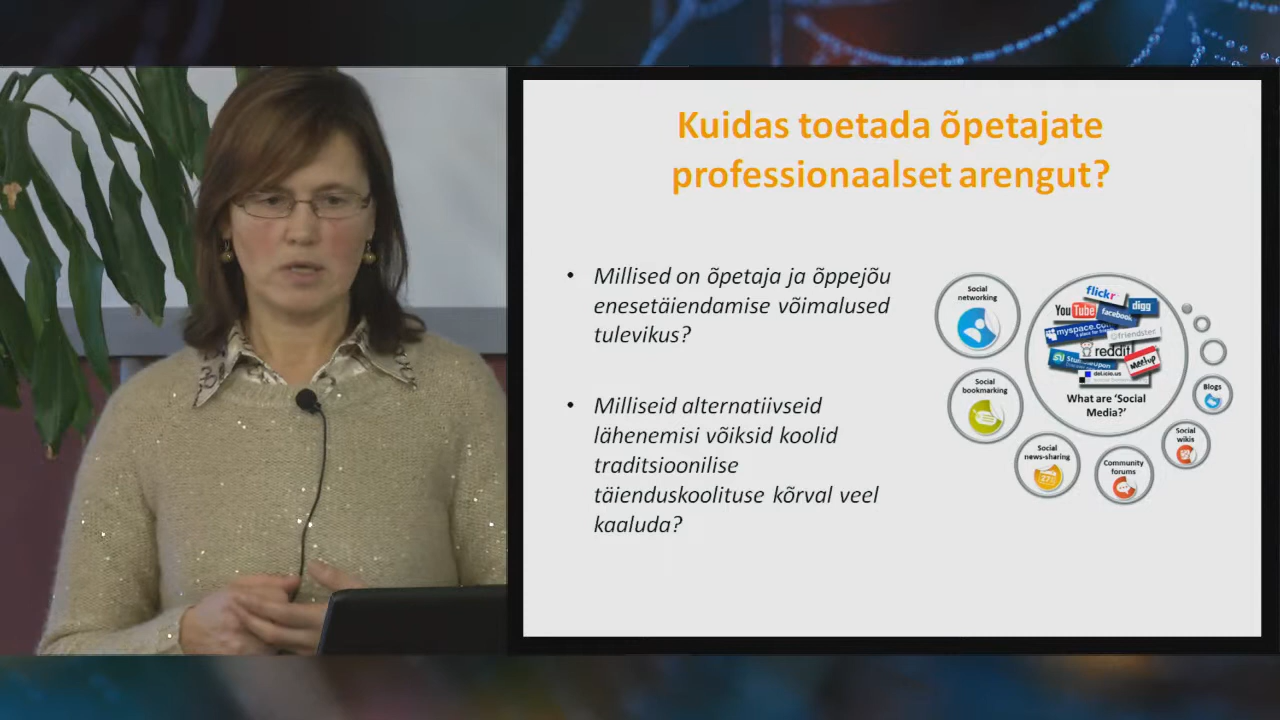 Kuidas toetada õpetajate
professionaalset arengut?
• Millised on õpetaja ja õppejõu
enesetäiendamise võimalused
tulevikus?
• Milliseid alternatiivseid
lähenemisi võiksid koolid
traditsioonilise
täienduskoolituse kõrval veel
kaaluda?
Social
networking
Social
bookmarking
Social
news-sharing
Community
forums
Social
wikis
Blogs
flickr
YouTube
digg
facebook
myspace.co
friendster
reddit
Meetup
del.icio.us
What are ‘Social
Media?’